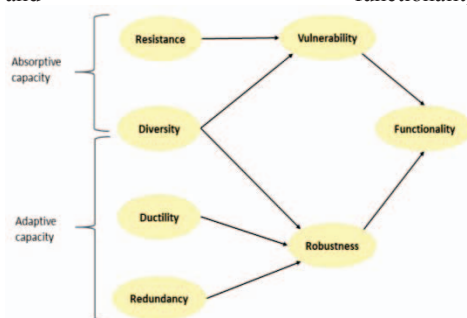 Resistance
Vulnerability
Absorptive
capacity
Diversity
Functionality
Adaptive
capacity
Ductility
Robustness
Redundancy